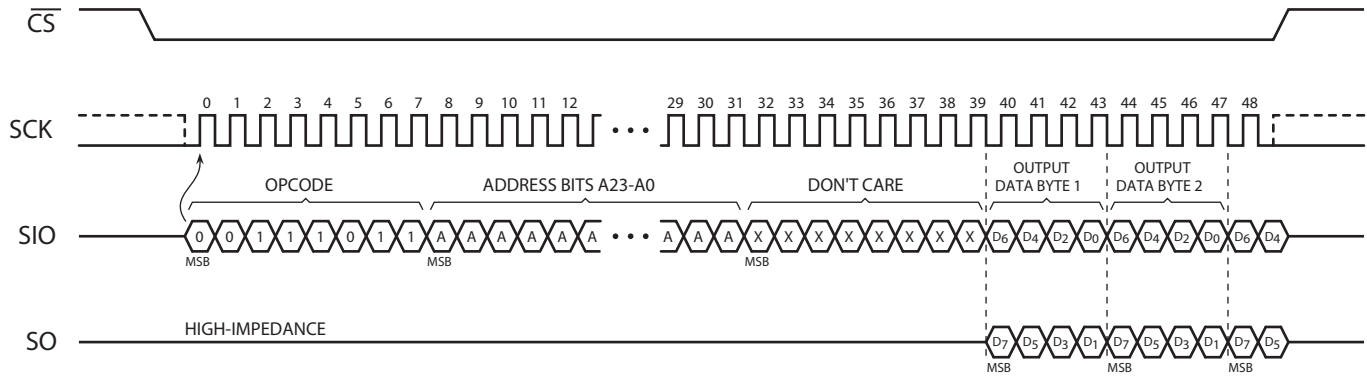 CS
0 1 2 3 4 5 6 7 8 9 10 11 12 29 30 31 32 33 34 35 36 37 38 39 40 41 42 43 44 45 46 47 48
SCK
OPCODE ADDRESS BITS A23-A0 DON'T CARE OUTPUT DATA BYTE 1 OUTPUT DATA BYTE 2
SIO 0 0 1 1 1 0 1 1 A A A A A A A A A X X X X X X X X D6 D4 D2 D0 D6 D4 D2 D0 D6 D4
MSB MSB MSB
HIGH-IMPEDANCE
SO D7 D5 D3 D1 D7 D5 D3 D1 D7 D5
MSB MSB MSB